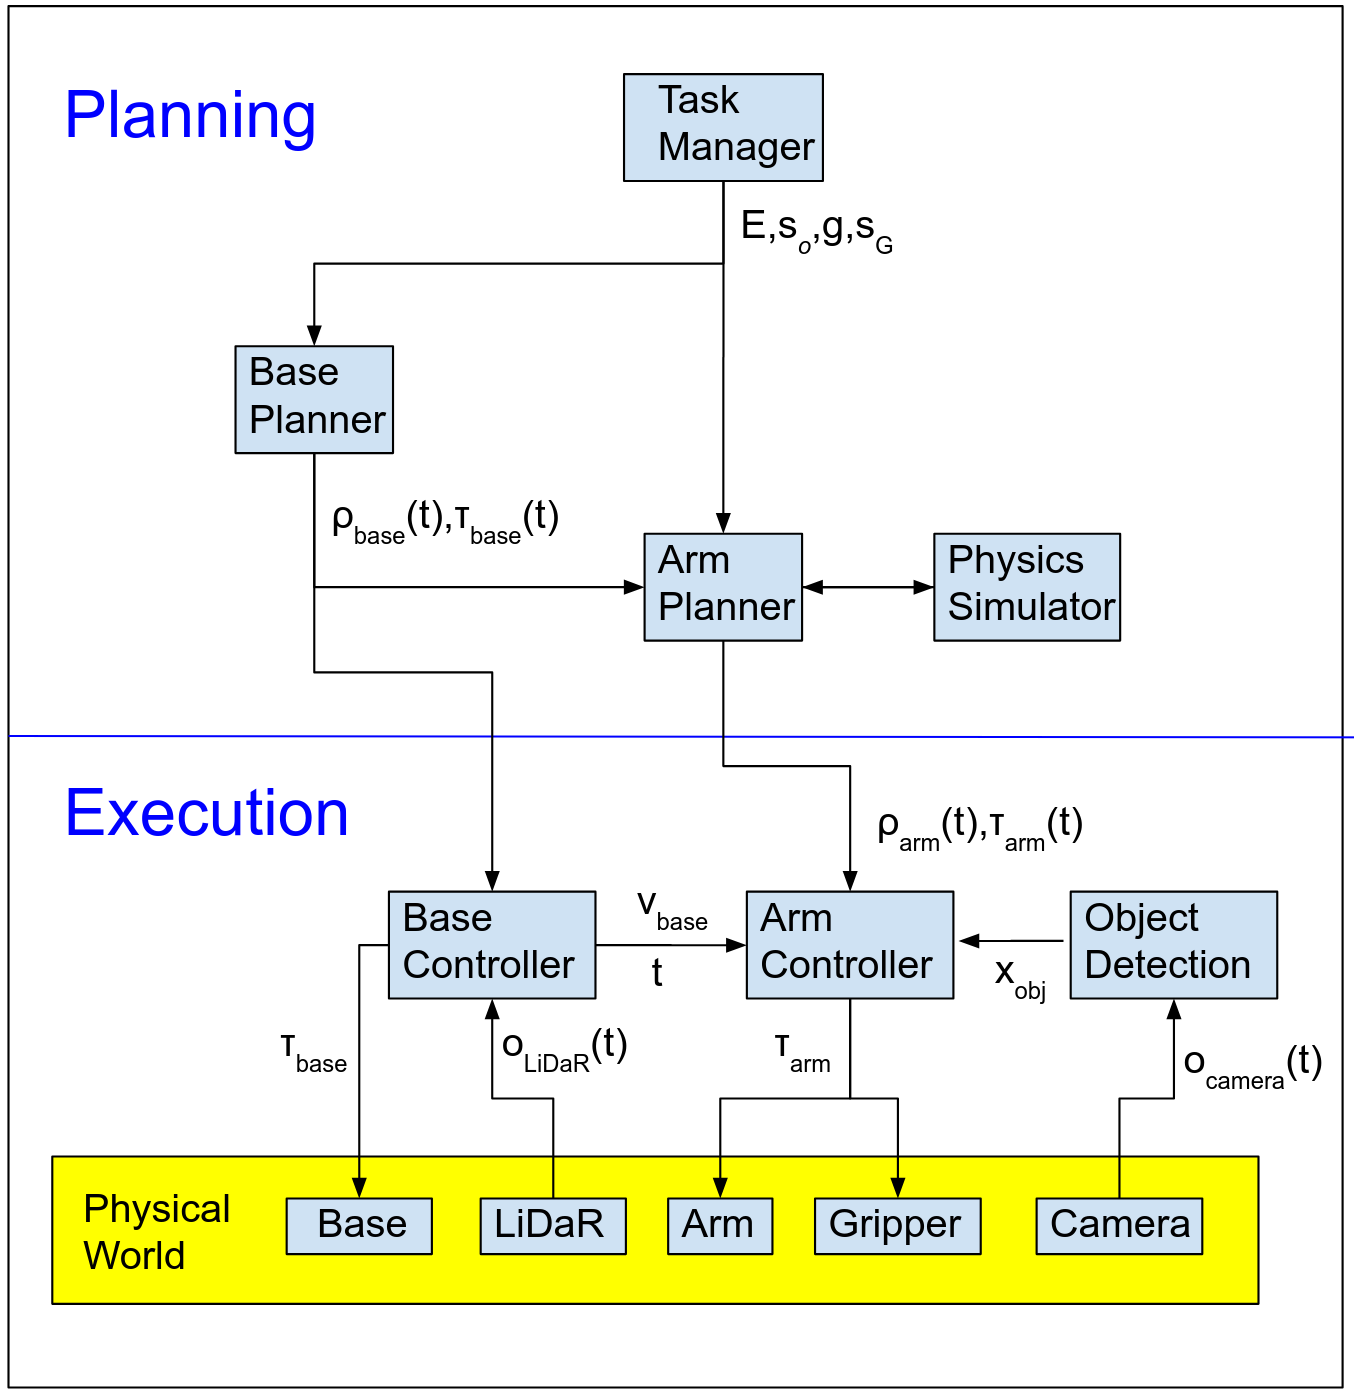 Planning
Task
Manager
E,s_o,g,s_G
Base
Planner
ρ_base(t),τ_base(t)
Arm
Planner
Physics
Simulator
Execution
ρ_arm(t),τ_arm(t)
Base
Controller
v_base
t
Arm
Controller
x_obj
Object
Detection
τ_base
o_LiDaR(t)
τ_arm
o_camera(t)
Physical
World
Base
LiDaR
Arm
Gripper
Camera